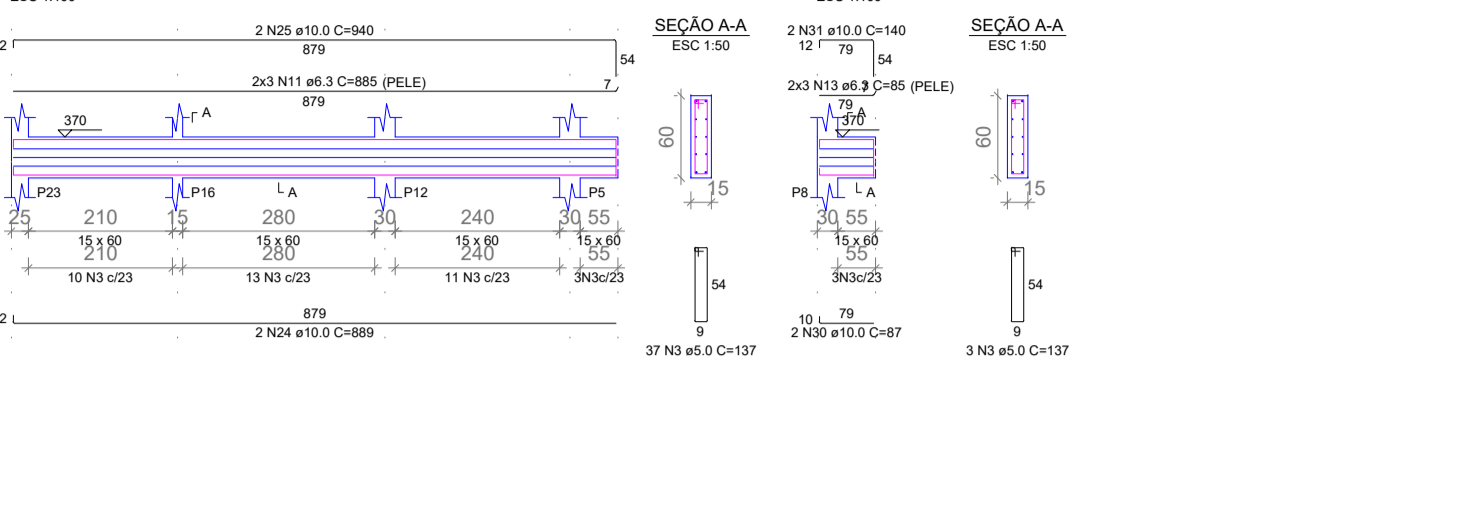 2 N25 ø10.0 C=940
879
54
2x3 N11 ø6.3 C=885 (PELE)
879
7
A
370
P23
P16
A
P12
P5
25 210 15 280 30 240 30 55
15 x 60 15 x 60 15 x 60 15 x 60
210 280 240 55
10 N3 c/23 13 N3 c/23 11 N3 c/23 3N3c/23
879
2 N24 ø10.0 C=889
SEÇÃO A-A
ESC 1:50
60
15
54
9
37 N3 ø5.0 C=137
2 N31 ø10.0 C=140
12 79
54
2x3 N13 ø6.3 C=85 (PELE)
79
A
370
P8
A
30 55
15 x 60
55
3N3c/23
10 79
2 N30 ø10.0 C=87
SEÇÃO A-A
ESC 1:50
60
15
54
9
3 N3 ø5.0 C=137